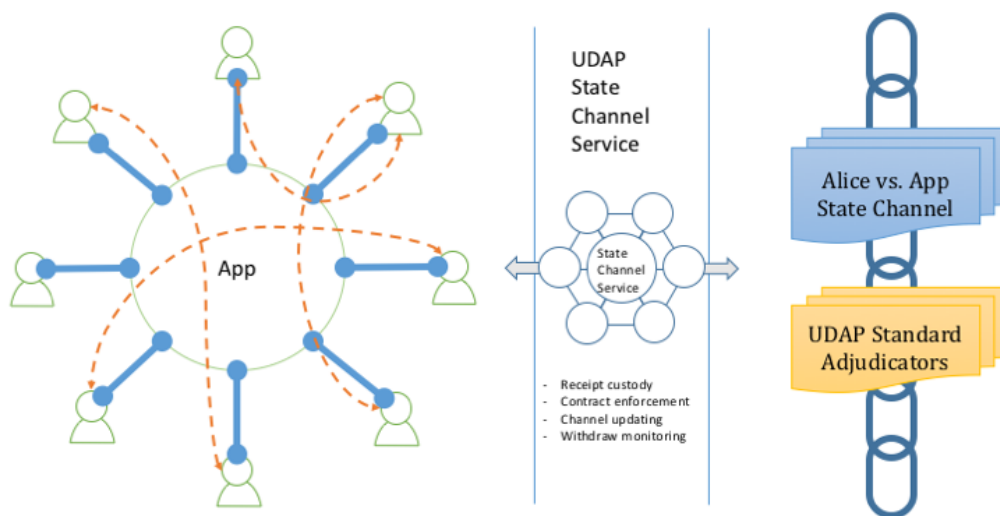 App
UDAP
State
Channel
Service
State
Channel
Service
- Receipt custody
- Contract enforcement
- Channel updating
- Withdraw monitoring
Alice vs. App
State Channel
UDAP Standard
Adjudicators